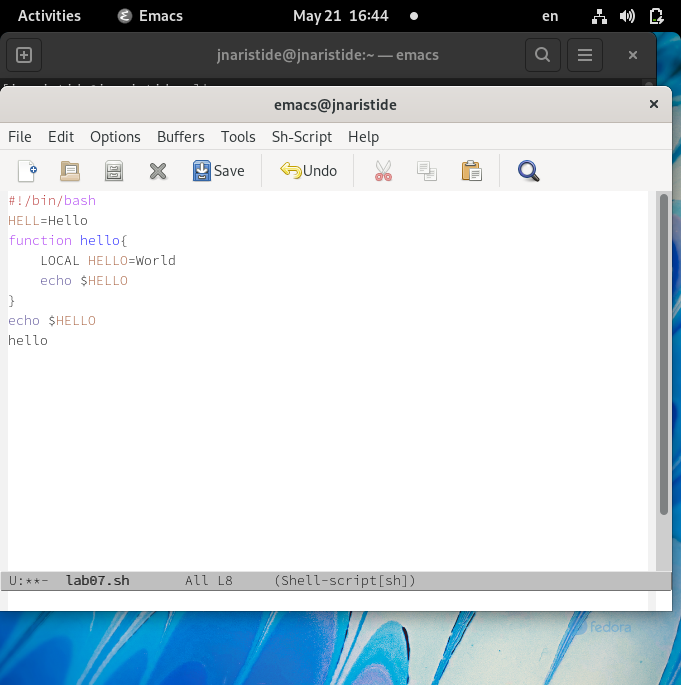 Activities Emacs May 21 16:44 en
jnaristide@jnaristide:~ — emacs
emacs@jnaristide
File Edit Options Buffers Tools Sh-Script Help
Save Undo
#!/bin/bash
HELL=Hello
function hello{
    LOCAL HELLO=World
    echo $HELLO
}
echo $HELLO
hello
U:**- lab07.sh All L8 (Shell-script[sh])
fedora